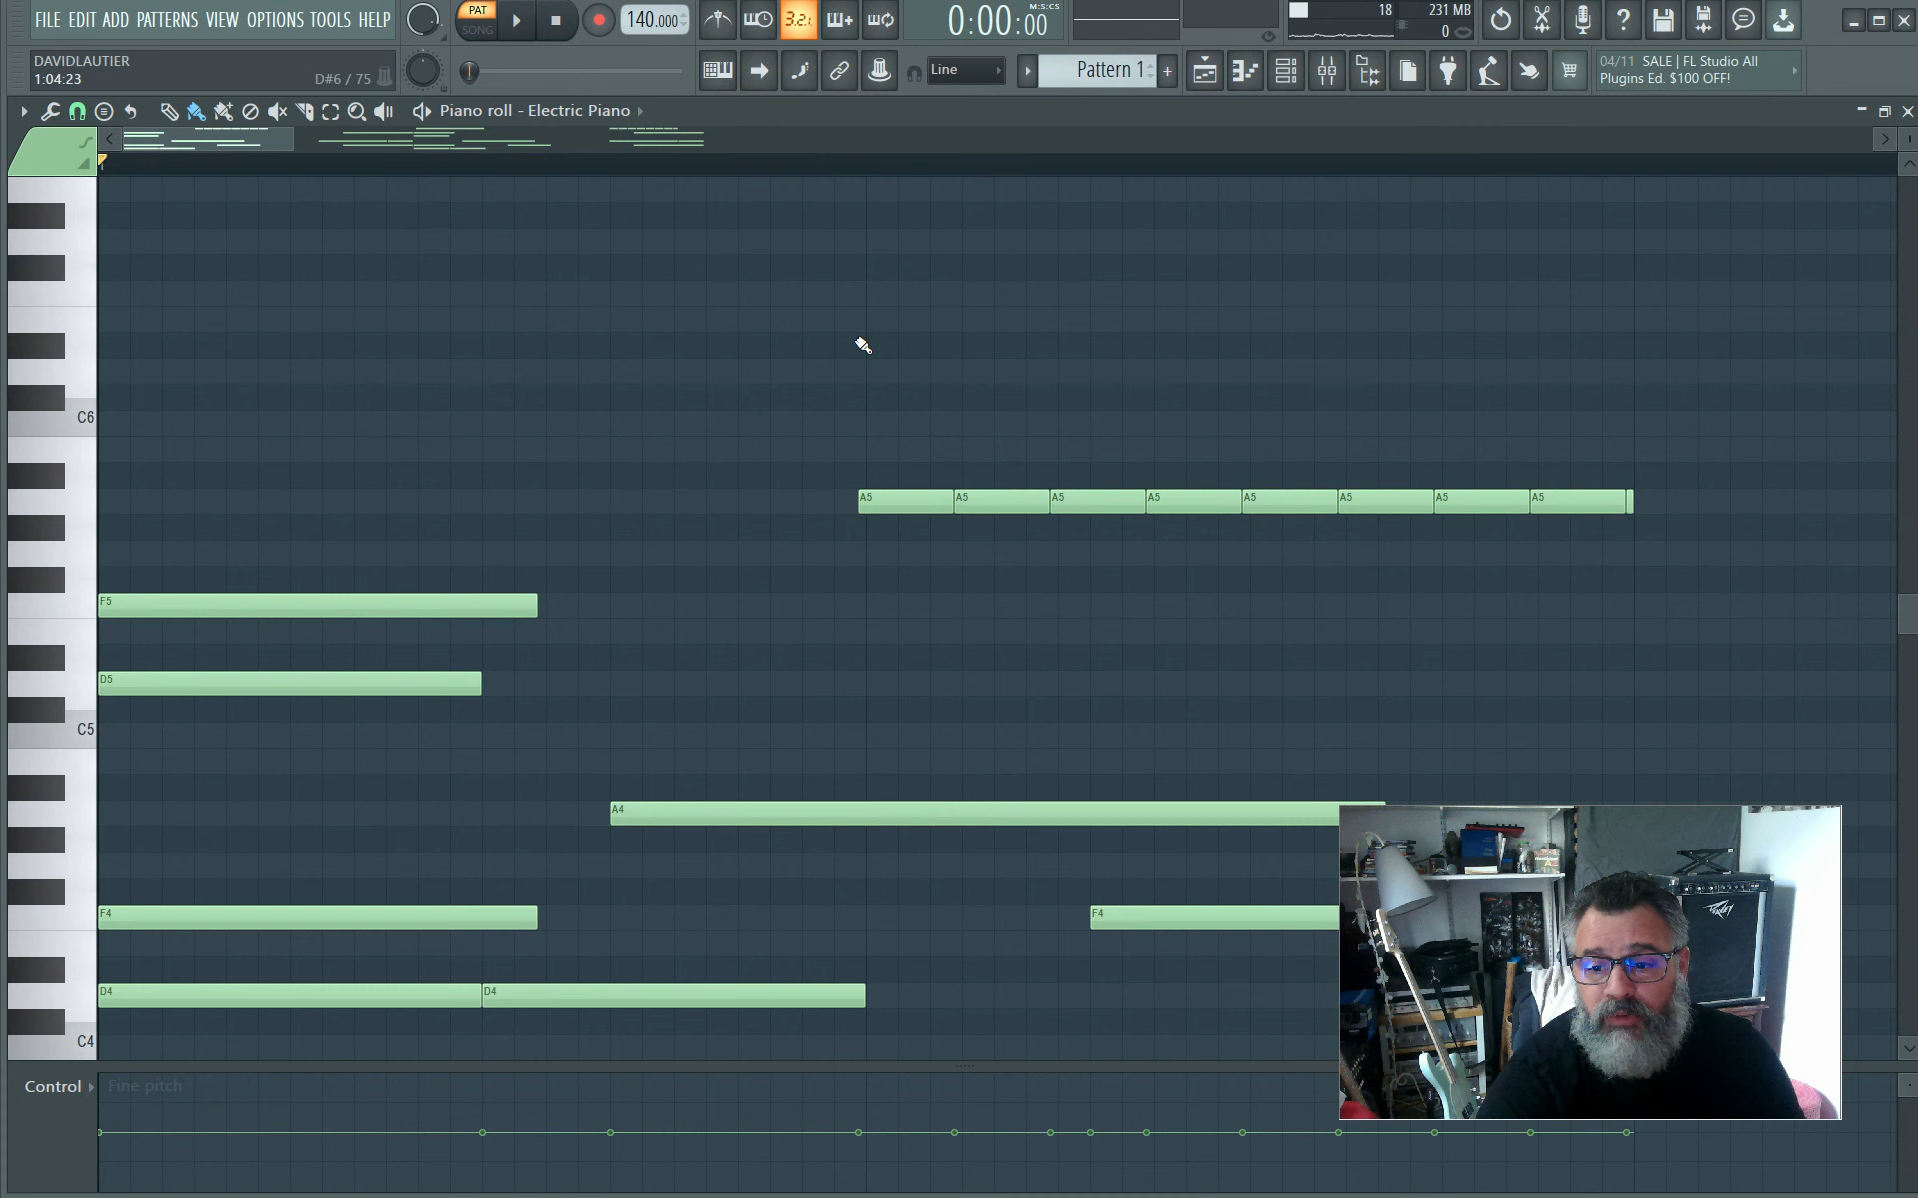 FILE EDIT ADD PATTERNS VIEW OPTIONS TOOLS HELP
PAT
SONG
140.000
3.2.1
0:00:00
M:S:CS
18
231 MB
0
DAVIDLAUTIER
1:04:23
D#6 / 75
Line
Pattern 1
+
04/11 SALE | FL Studio All
Plugins Ed. $100 OFF!
Piano roll - Electric Piano
C6
A5 A5 A5 A5 A5 A5 A5 A5
F5
D5
C5
A4
F4
F4
D4
D4
C4
Control
Fine pitch
PEAVEY